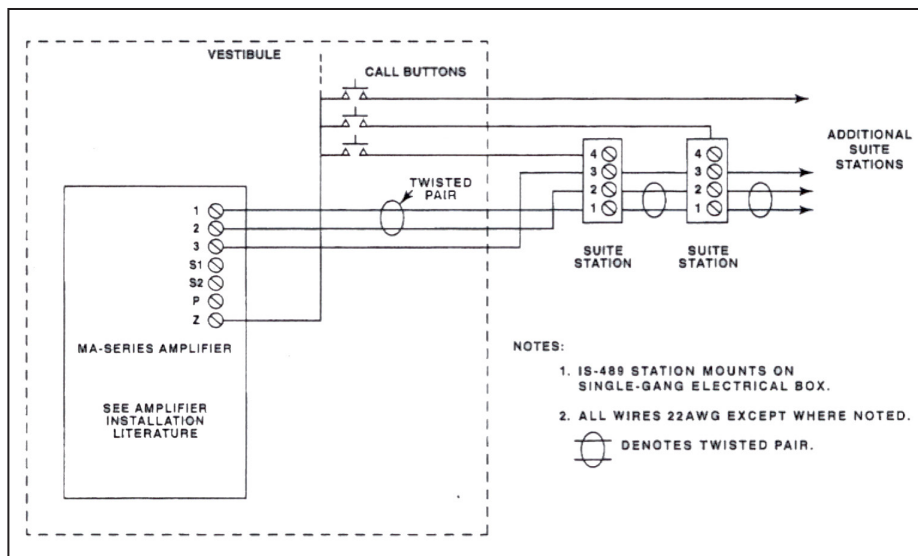 VESTIBULE
CALL BUTTONS
ADDITIONAL
SUITE
STATIONS
4
3
2
1
4
3
2
1
TWISTED
PAIR
SUITE
STATION
SUITE
STATION
1
2
3
S1
S2
P
Z
MA-SERIES AMPLIFIER
SEE AMPLIFIER
INSTALLATION
LITERATURE
NOTES:
1. IS-489 STATION MOUNTS ON
SINGLE-GANG ELECTRICAL BOX.
2. ALL WIRES 22AWG EXCEPT WHERE NOTED.
DENOTES TWISTED PAIR.